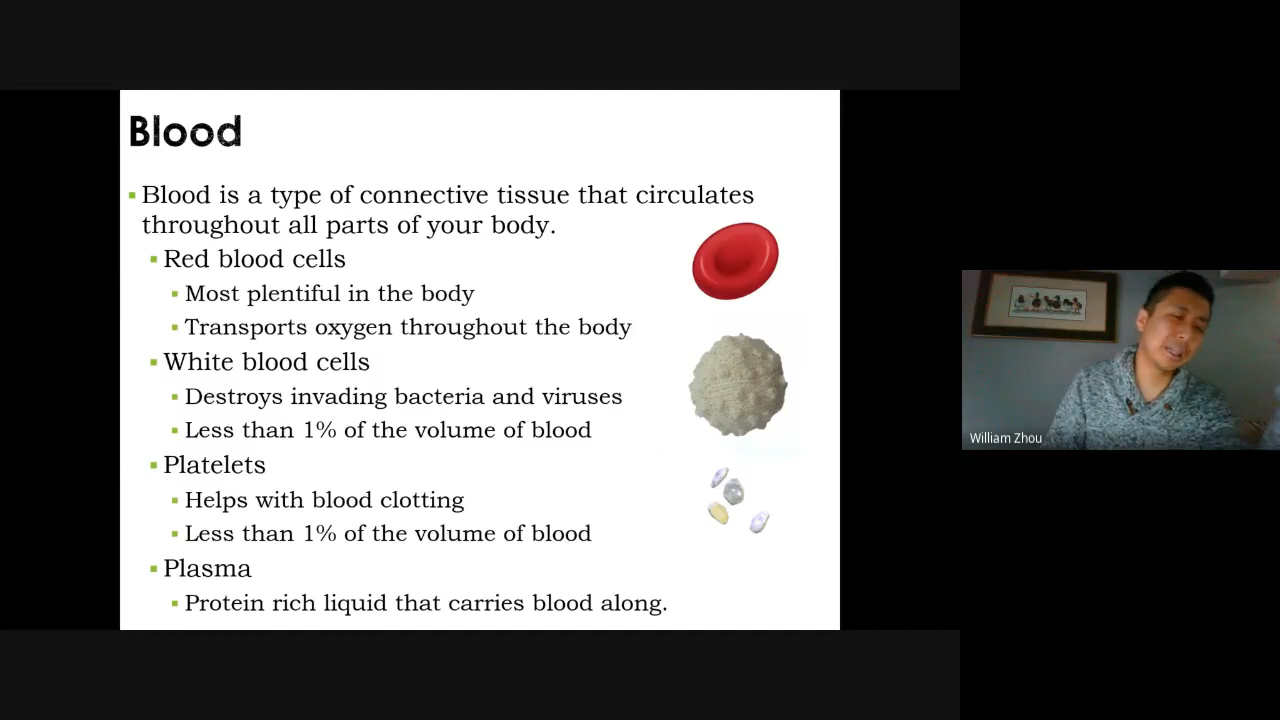 Blood
▪ Blood is a type of connective tissue that circulates
throughout all parts of your body.
▪ Red blood cells
▪ Most plentiful in the body
▪ Transports oxygen throughout the body
▪ White blood cells
▪ Destroys invading bacteria and viruses
▪ Less than 1% of the volume of blood
▪ Platelets
▪ Helps with blood clotting
▪ Less than 1% of the volume of blood
▪ Plasma
▪ Protein rich liquid that carries blood along.
William Zhou